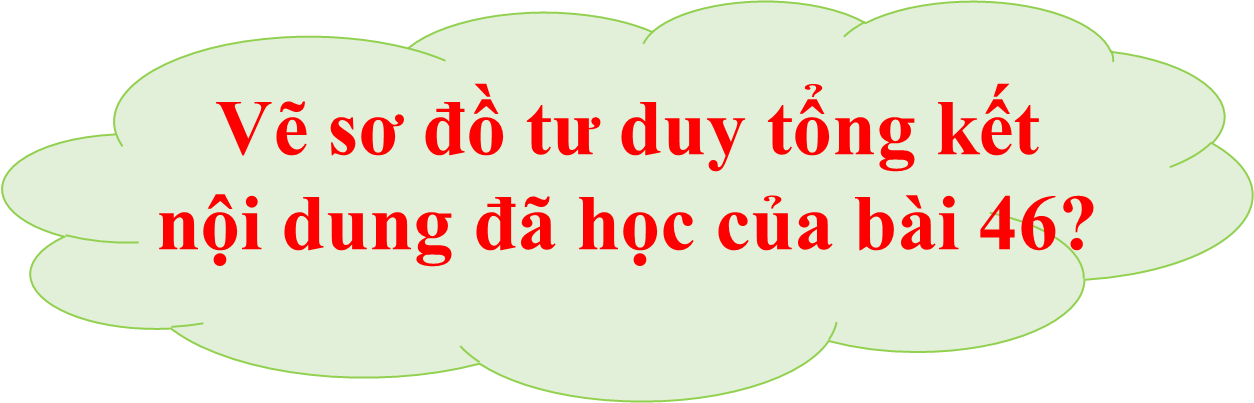 Vẽ sơ đồ tư duy tổng kết
nội dung đã học của bài 46?